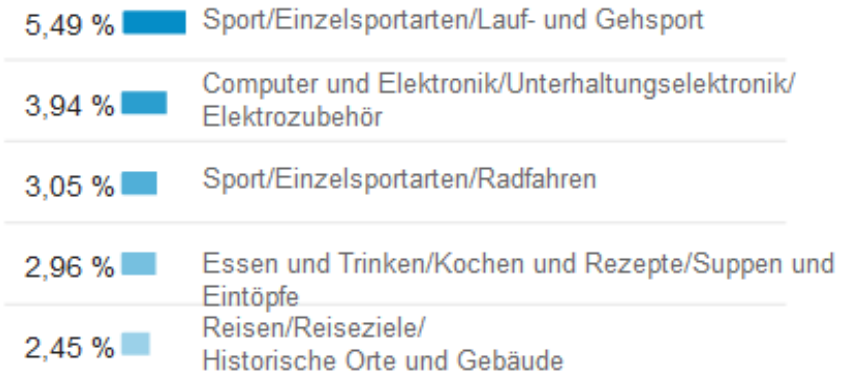 5,49 % Sport/Einzelsportarten/Lauf- und Gehsport
3,94 % Computer und Elektronik/Unterhaltungselektronik/
Elektrozubehör
3,05 % Sport/Einzelsportarten/Radfahren
2,96 % Essen und Trinken/Kochen und Rezepte/Suppen und
Eintöpfe
2,45 % Reisen/Reiseziele/
Historische Orte und Gebäude